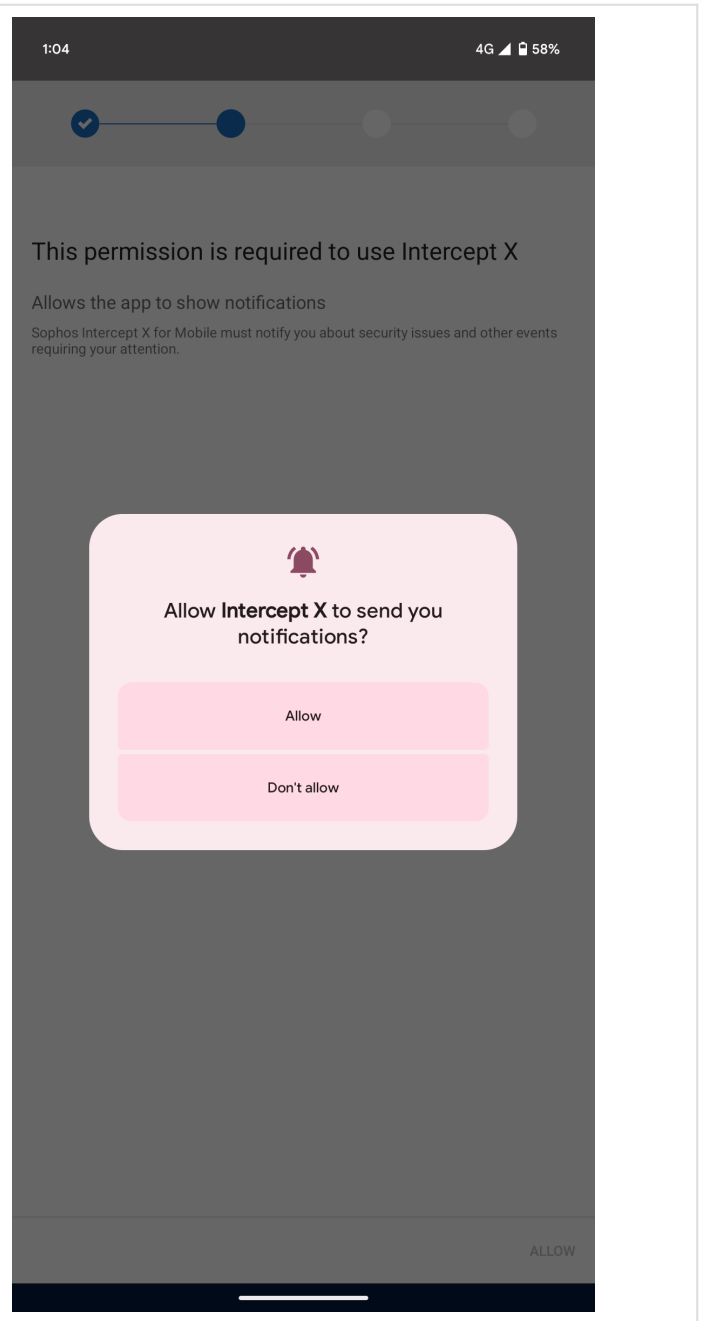 1:04
4G 58%
This permission is required to use Intercept X
Allows the app to show notifications
Sophos Intercept X for Mobile must notify you about security issues and other events
requiring your attention.
Allow Intercept X to send you
notifications?
Allow
Don't allow
ALLOW